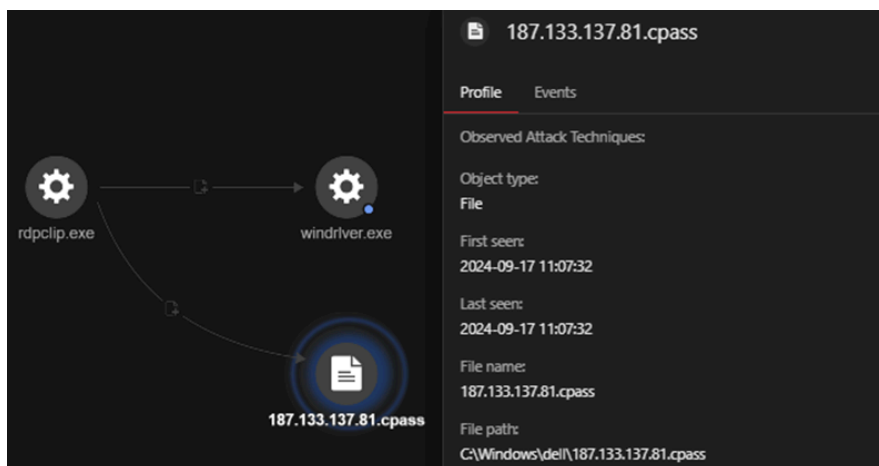 187.133.137.81.cpass
Profile Events
Observed Attack Techniques:
Object type:
File
First seen:
2024-09-17 11:07:32
Last seen:
2024-09-17 11:07:32
File name:
187.133.137.81.cpass
File path:
C:\Windows\dell\187.133.137.81.cpass
rdpclip.exe
windrlver.exe
187.133.137.81.cpass